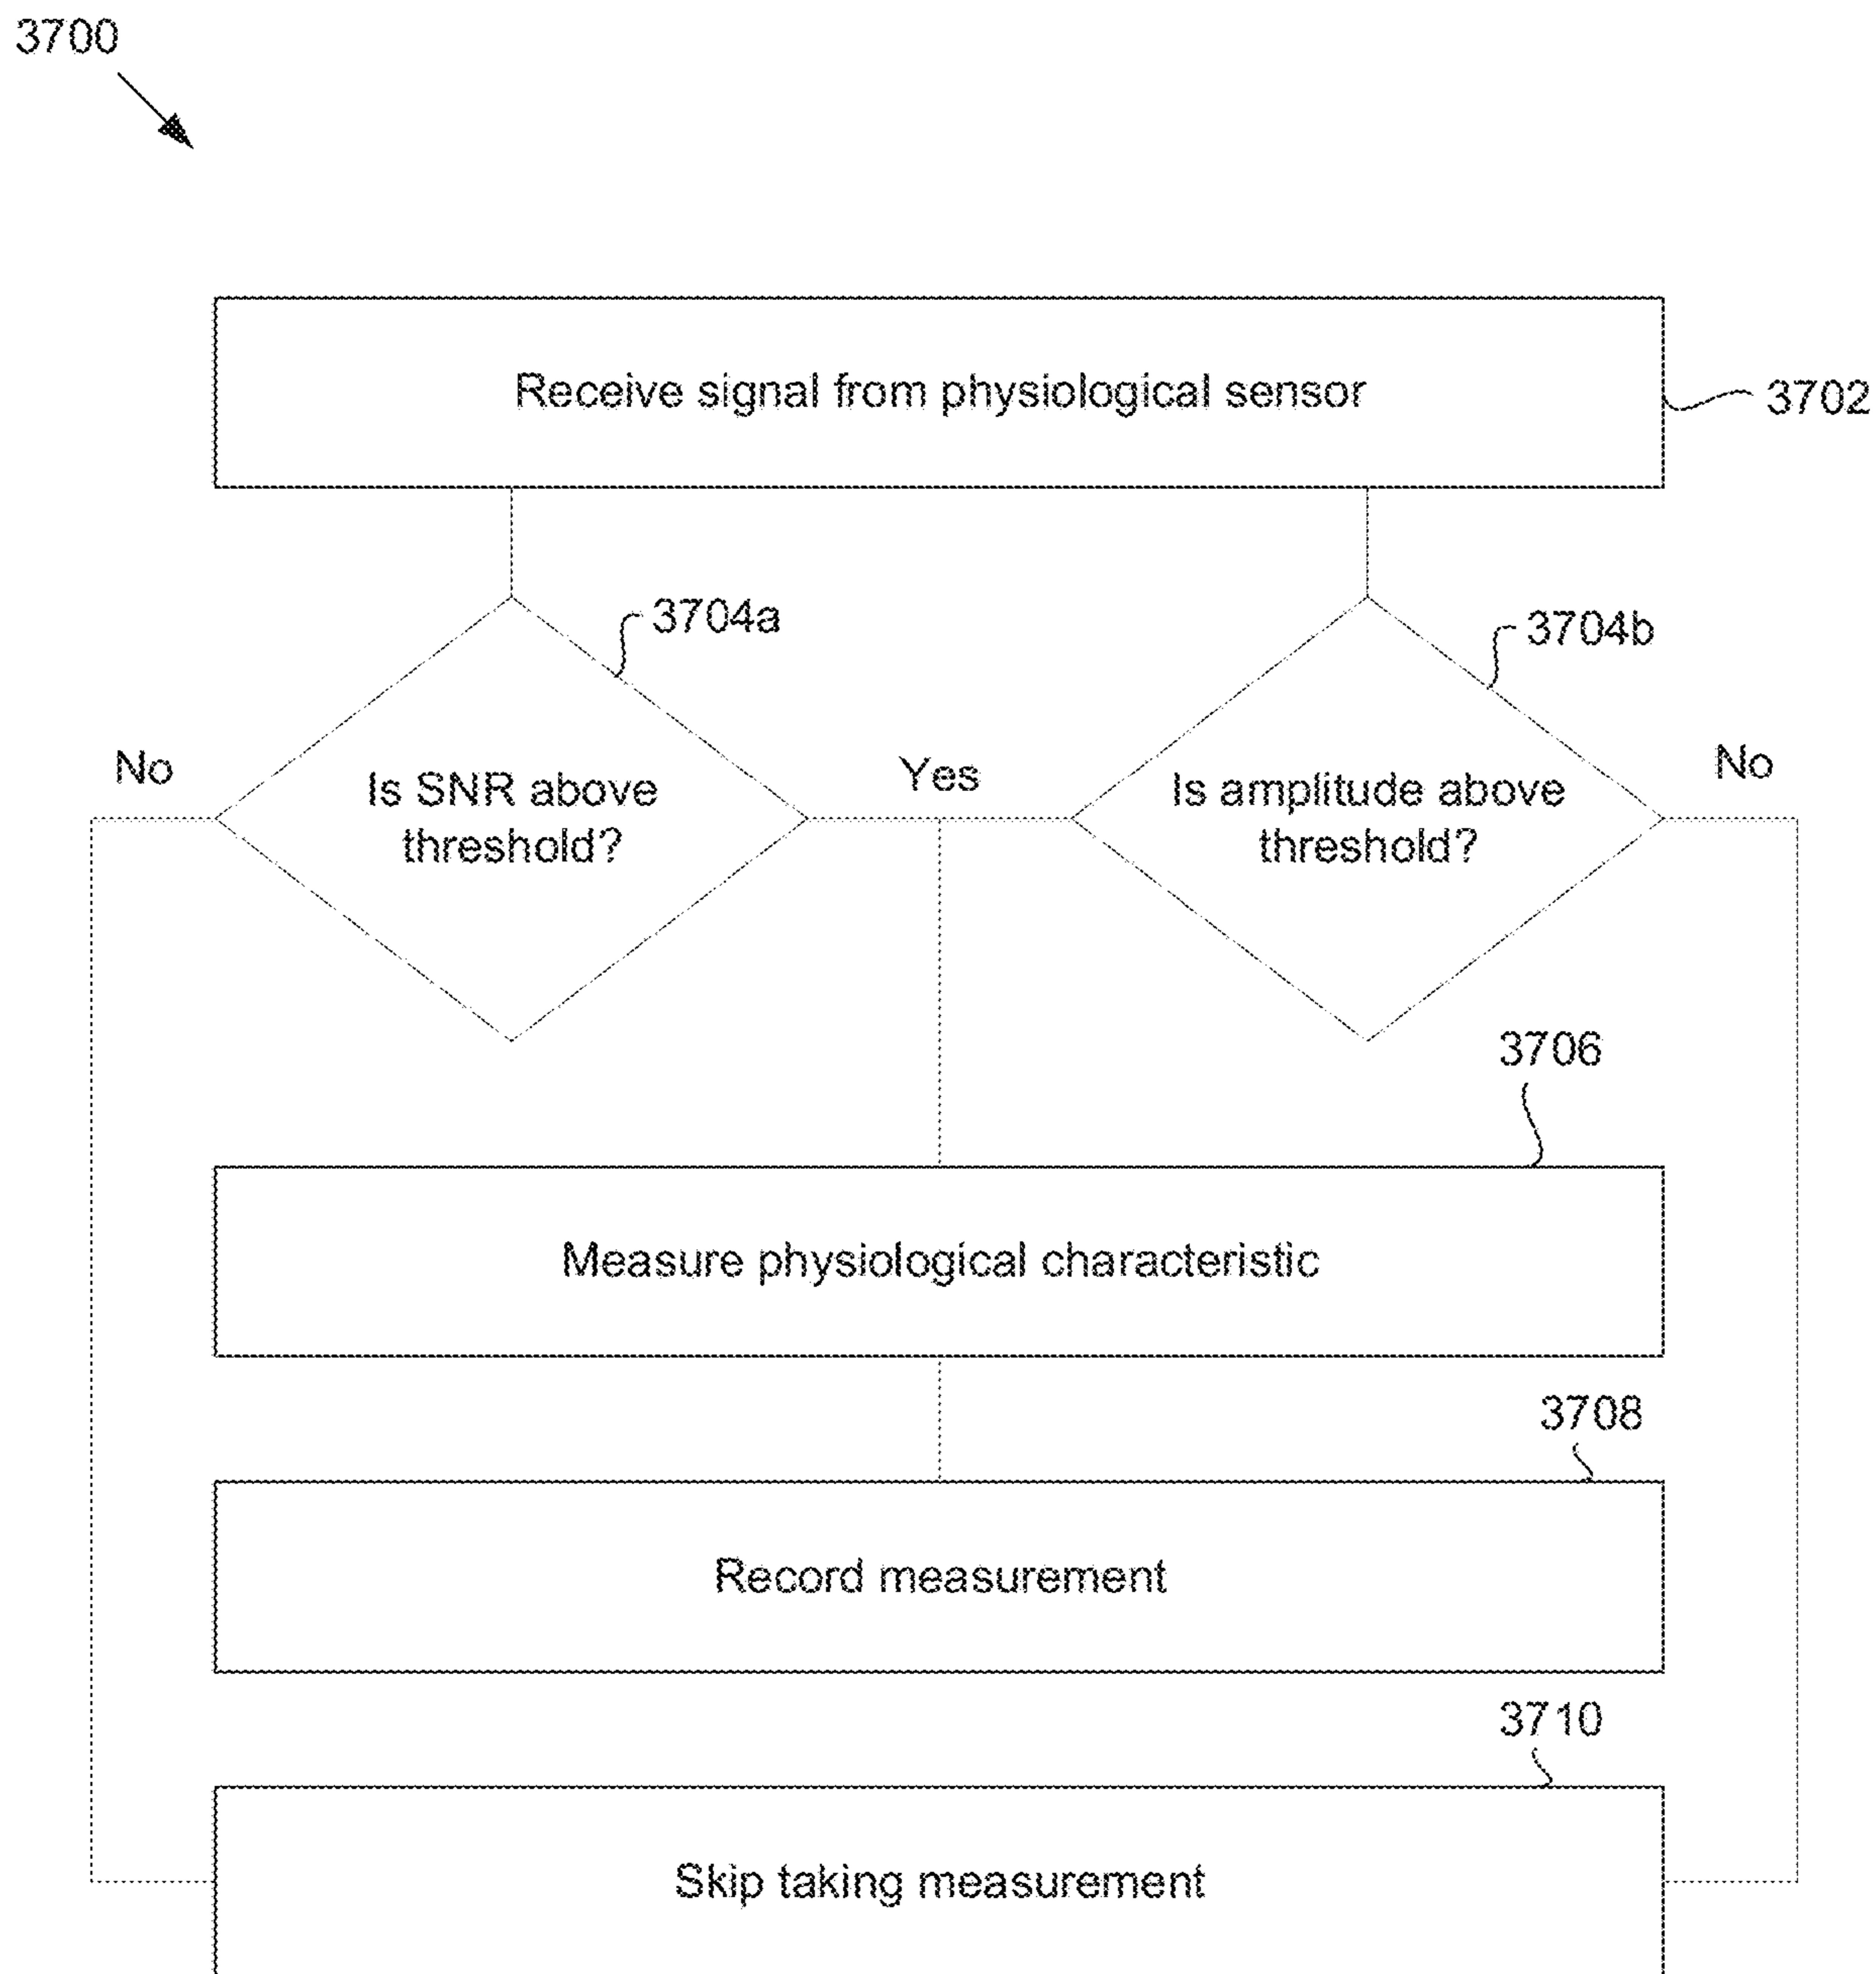 3700
Receive signal from physiological sensor
3702
3704a
3704b
No
Is SNR above
threshold?
Yes
Is amplitude above
threshold?
No
3706
Measure physiological characteristic
3708
Record measurement
3710
Skip taking measurement